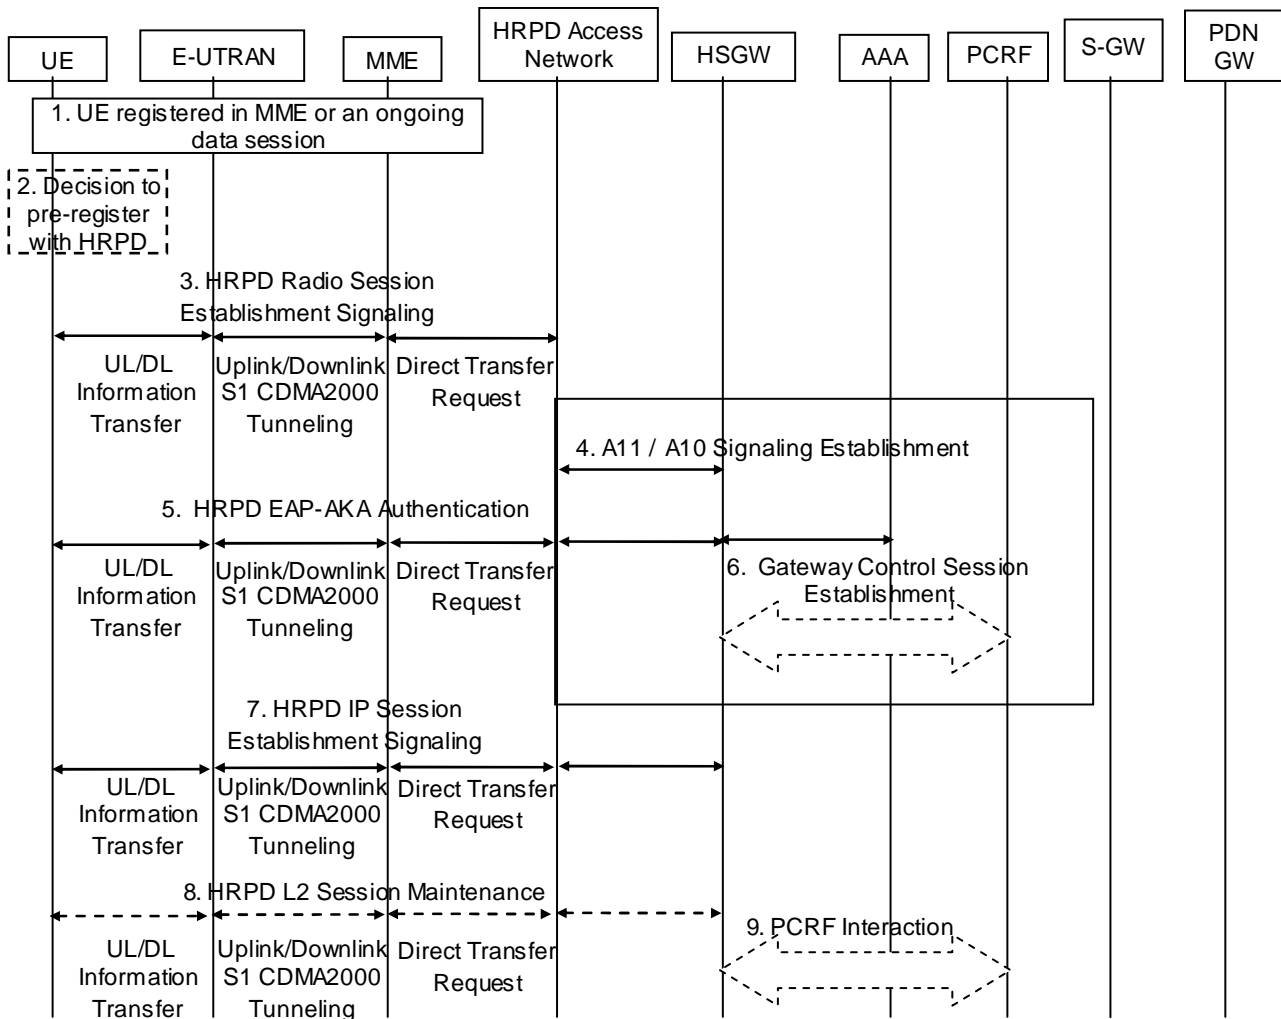 UE
E-UTRAN
MME
HRPD Access
Network
HSGW
AAA
PCRF
S-GW
PDN
GW
1. UE registered in MME or an ongoing
data session
2. Decision to
pre-register
with HRPD
3. HRPD Radio Session
Establishment Signaling
UL/DL
Information
Transfer
Uplink/Downlink
S1 CDMA2000
Tunneling
Direct Transfer
Request
4. A11 / A10 Signaling Establishment
5. HRPD EAP-AKA Authentication
UL/DL
Information
Transfer
Uplink/Downlink
S1 CDMA2000
Tunneling
Direct Transfer
Request
6. Gateway Control Session
Establishment
7. HRPD IP Session
Establishment Signaling
UL/DL
Information
Transfer
Uplink/Downlink
S1 CDMA2000
Tunneling
Direct Transfer
Request
8. HRPD L2 Session Maintenance
UL/DL
Information
Transfer
Uplink/Downlink
S1 CDMA2000
Tunneling
Direct Transfer
Request
9. PCRF Interaction